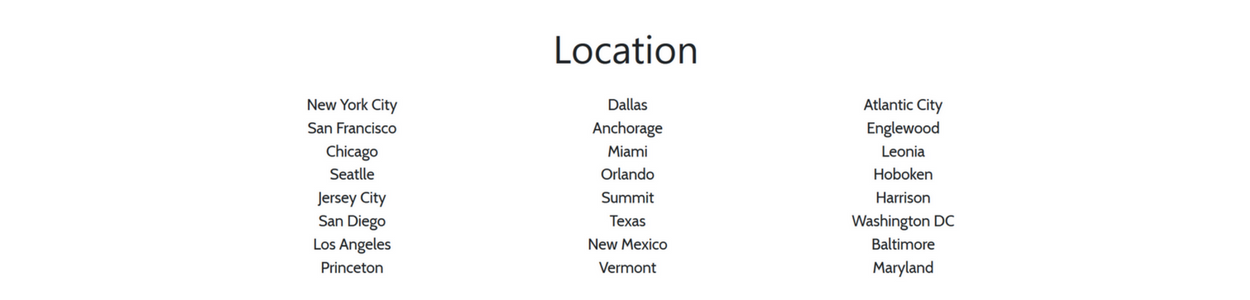 Location
New York City
San Francisco
Chicago
Seatlle
Jersey City
San Diego
Los Angeles
Princeton
Dallas
Anchorage
Miami
Orlando
Summit
Texas
New Mexico
Vermont
Atlantic City
Englewood
Leonia
Hoboken
Harrison
Washington DC
Baltimore
Maryland